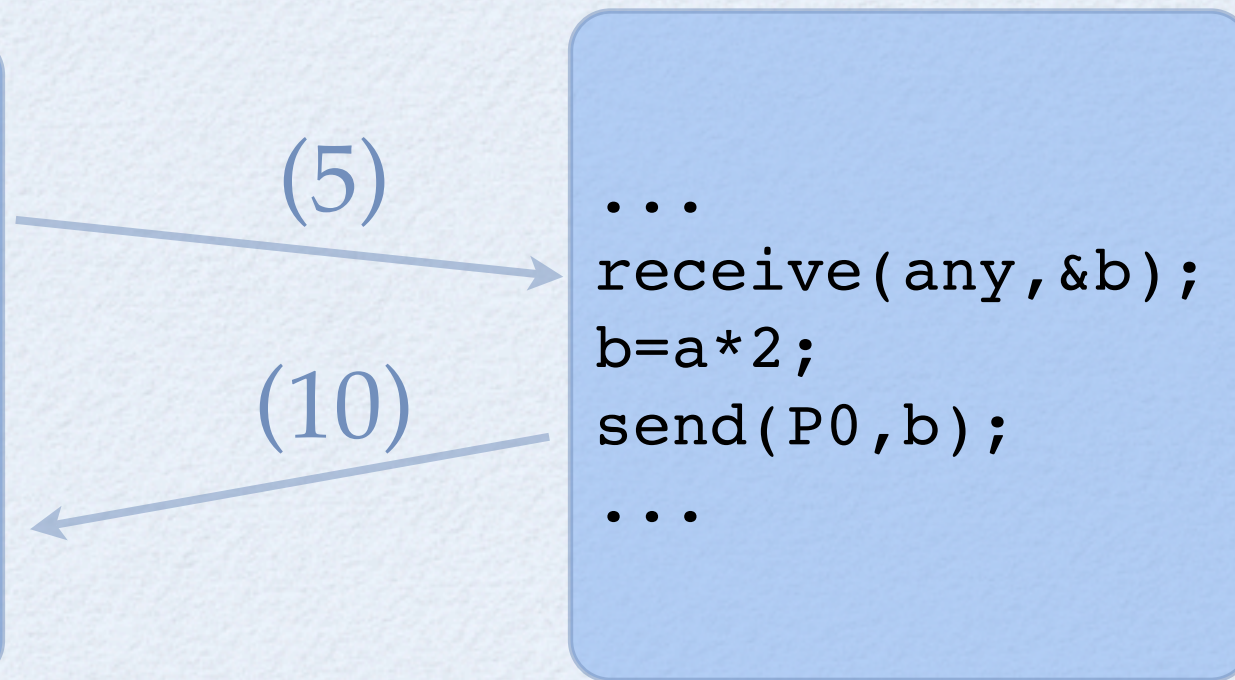 (5)
...
receive(any,&b);
b=a*2;
(10)
send(P0,b);
...